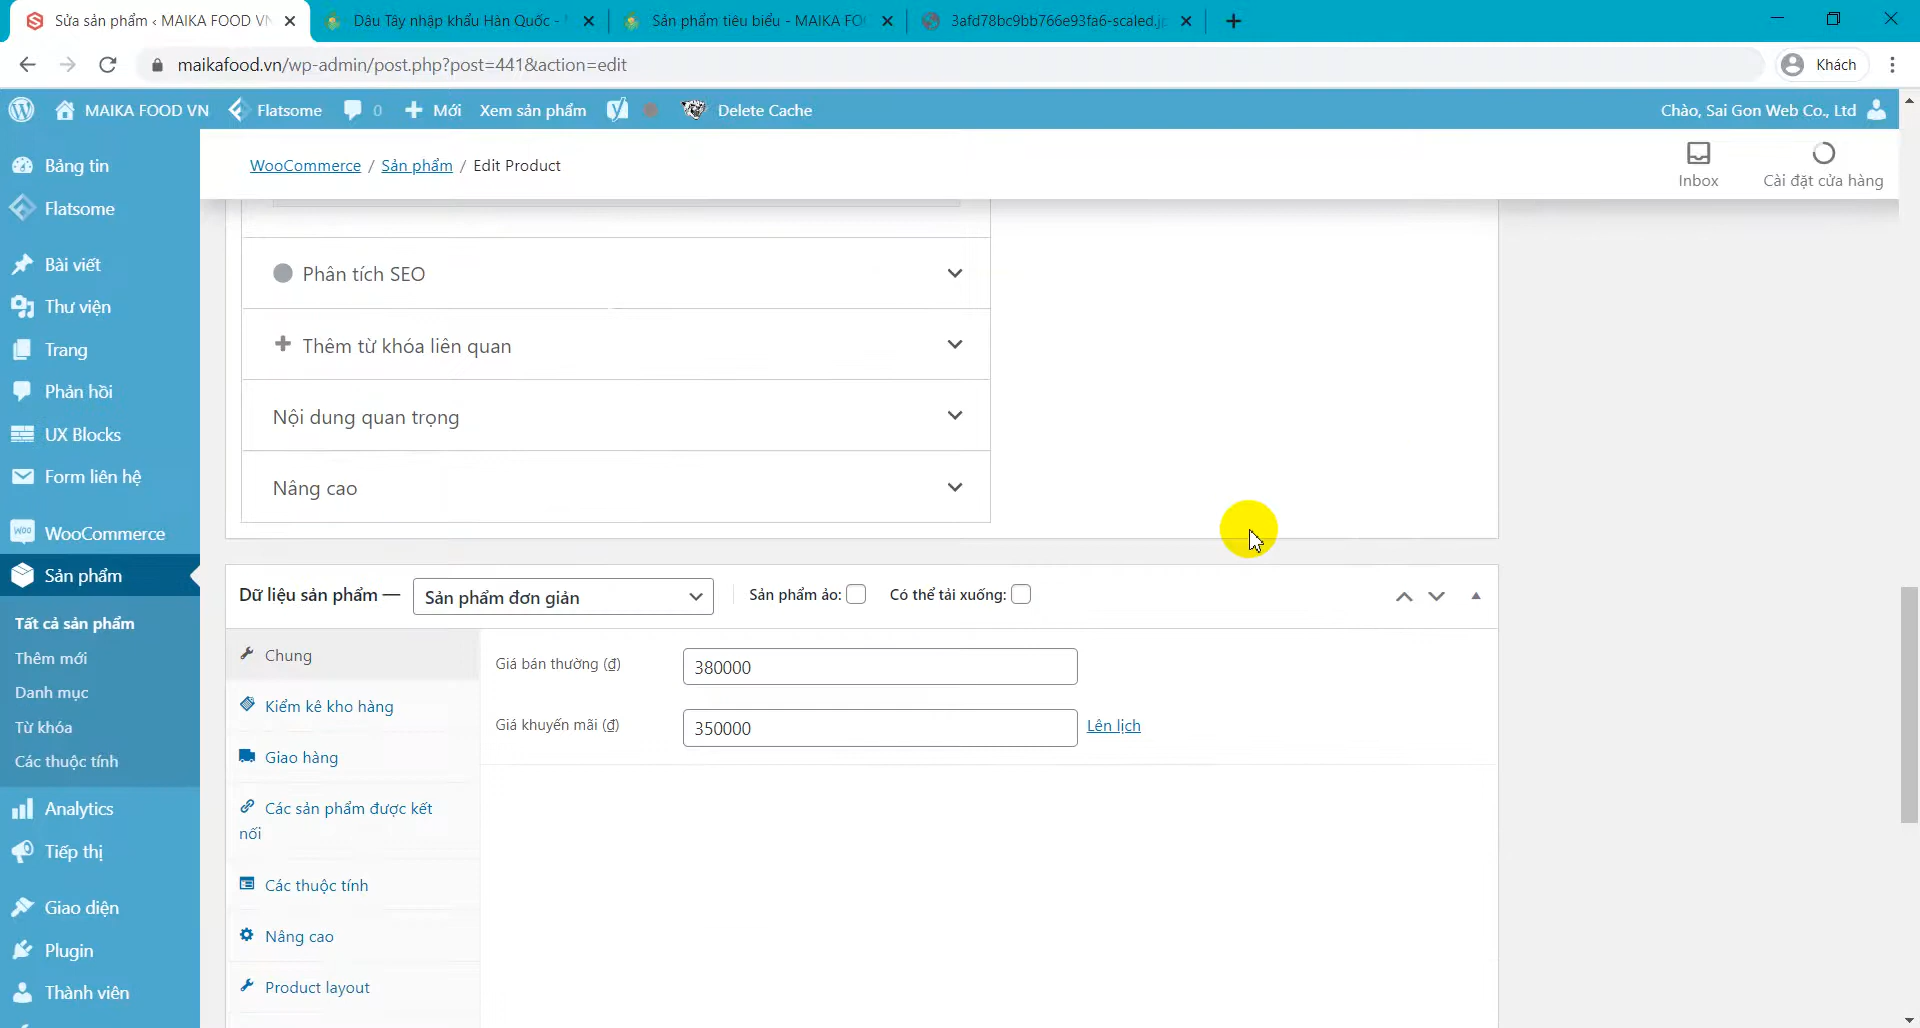 Sửa sản phẩm ‹ MAIKA FOOD VN
Dâu Tây nhập khẩu Hàn Quốc -
Sản phẩm tiêu biểu - MAIKA FO
3afd78bc9bb766e93fa6-scaled.j
maikafood.vn/wp-admin/post.php?post=441&action=edit
Khách
MAIKA FOOD VN
Flatsome
0
Mới
Xem sản phẩm
Delete Cache
Chào, Sai Gon Web Co., Ltd
WooCommerce / Sản phẩm / Edit Product
Inbox
Cài đặt cửa hàng
Bảng tin
Flatsome
Bài viết
Thư viện
Trang
Phản hồi
UX Blocks
Form liên hệ
WooCommerce
Sản phẩm
Tất cả sản phẩm
Thêm mới
Danh mục
Từ khóa
Các thuộc tính
Analytics
Tiếp thị
Giao diện
Plugin
Thành viên
Phân tích SEO
Thêm từ khóa liên quan
Nội dung quan trọng
Nâng cao
Dữ liệu sản phẩm —
Sản phẩm đơn giản
Sản phẩm ảo:
Có thể tải xuống:
Chung
Kiểm kê kho hàng
Giao hàng
Các sản phẩm được kết
nối
Các thuộc tính
Nâng cao
Product layout
Giá bán thường (₫)
380000
Giá khuyến mãi (₫)
350000
Lên lịch